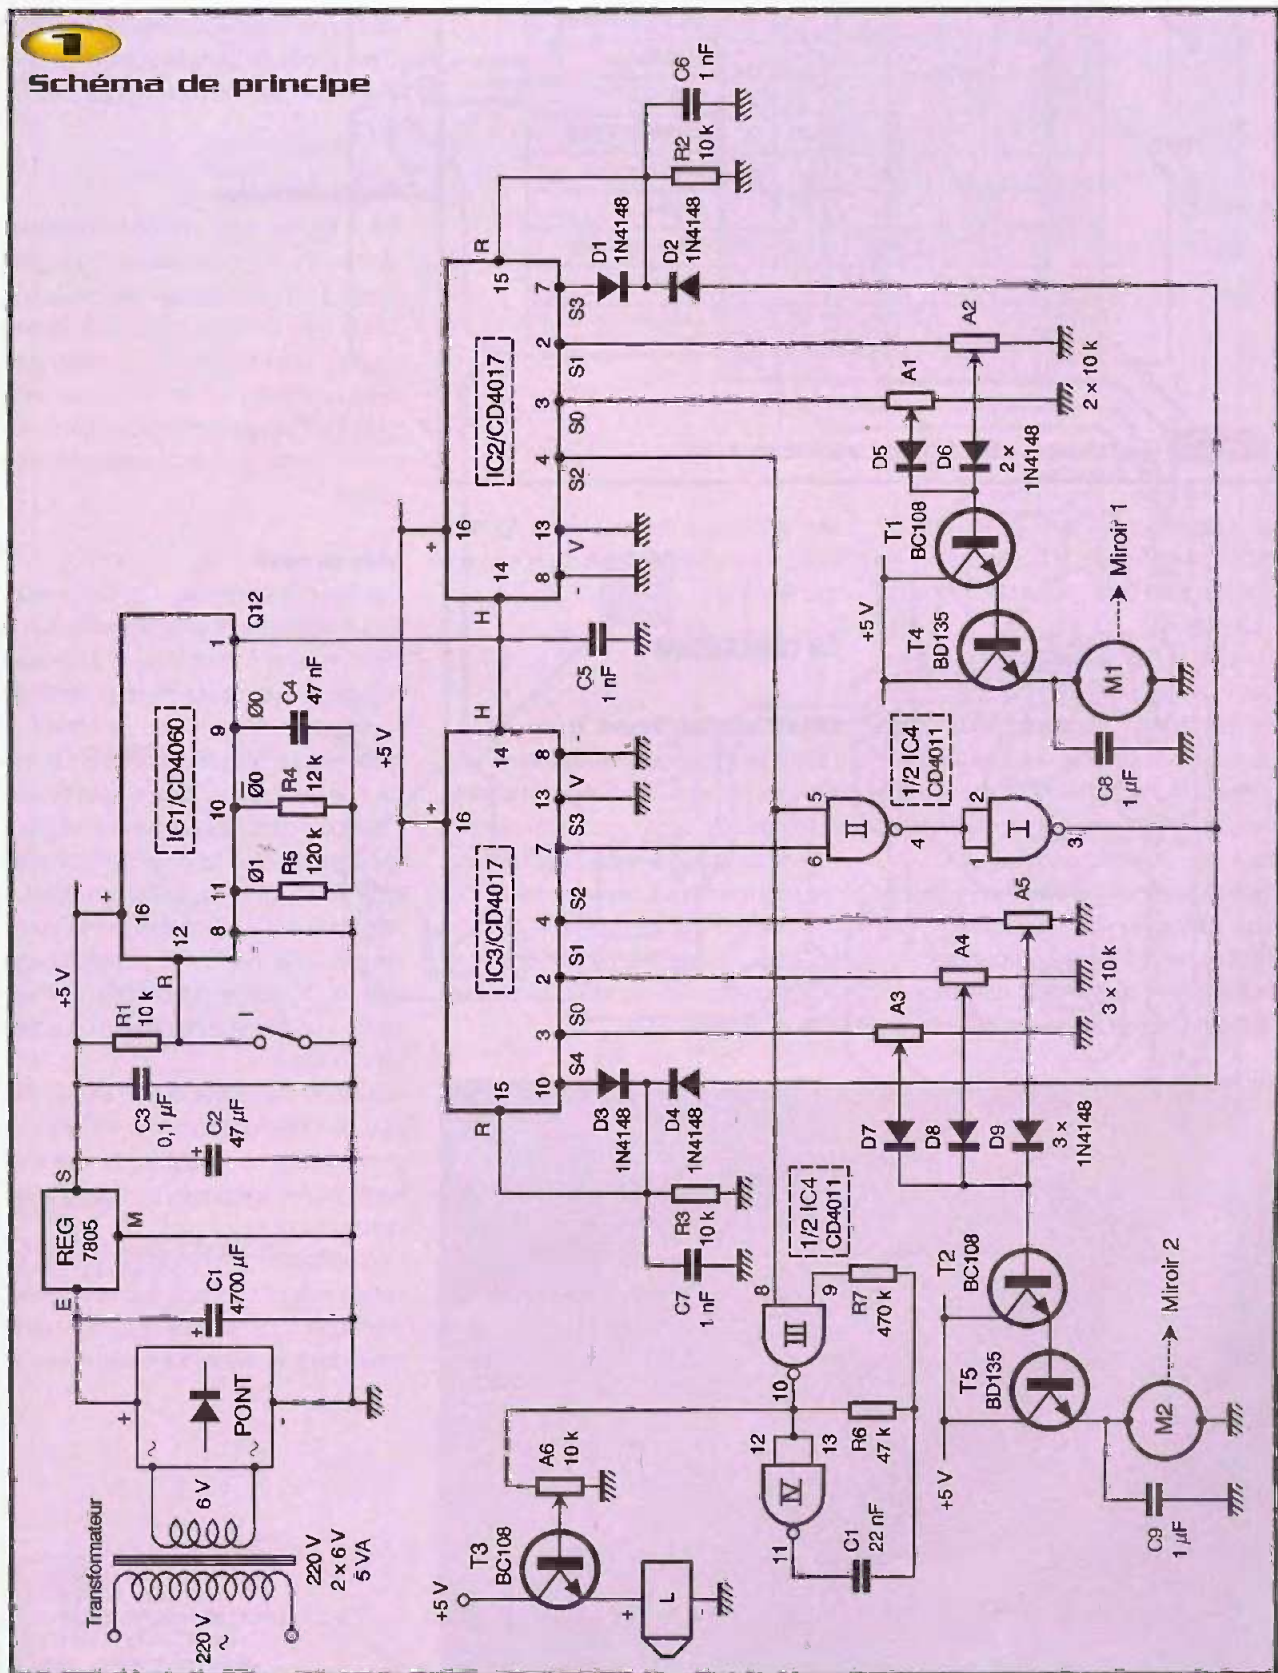 1
Schéma de principe
Transformateur
220 V
~
6 V
220 V
2 x 6 V
5 VA
~
~
+
-
PONT
E
REG
7805
S
M
+
C1
4700 µF
+
C2
47 µF
C3
0,1 µF
+5 V
R1
10 k
I
R
12
+
16
IC1/CD4060
8
11
Ø1
R5
120 k
10
Ø0
R4
12 k
9
Ø0
C4
47 nF
1
Q12
+5 V
R
15
+
16
IC3/CD4017
H
14
10
S4
3
S0
2
S1
4
S2
7
S3
13
V
8
-
C5
1 nF
H
14
+
16
IC2/CD4017
15
R
8
-
13
V
4
S2
3
S0
2
S1
7
S3
D1
1N4148
D2
1N4148
R2
10 k
C6
1 nF
D3
1N4148
D4
1N4148
R3
10 k
C7
1 nF
A1
A2
2 × 10 k
D5
D6
2 ×
1N4148
T1
BC108
+5 V
T4
BD135
M1
Miroir 1
C8
1 µF
1/2 IC4
CD4011
5
6
II
4
2
1
I
3
A3
A4
A5
3 × 10 k
D7
D8
D9
3 ×
1N4148
1/2 IC4
CD4011
8
9
III
10
R7
470 k
R6
47 k
12
13
IV
11
C1
22 nF
A6
10 k
T3
BC108
+5 V
+
L
-
T2
BC108
T5
BD135
+5 V
M2
Miroir 2
C9
1 µF